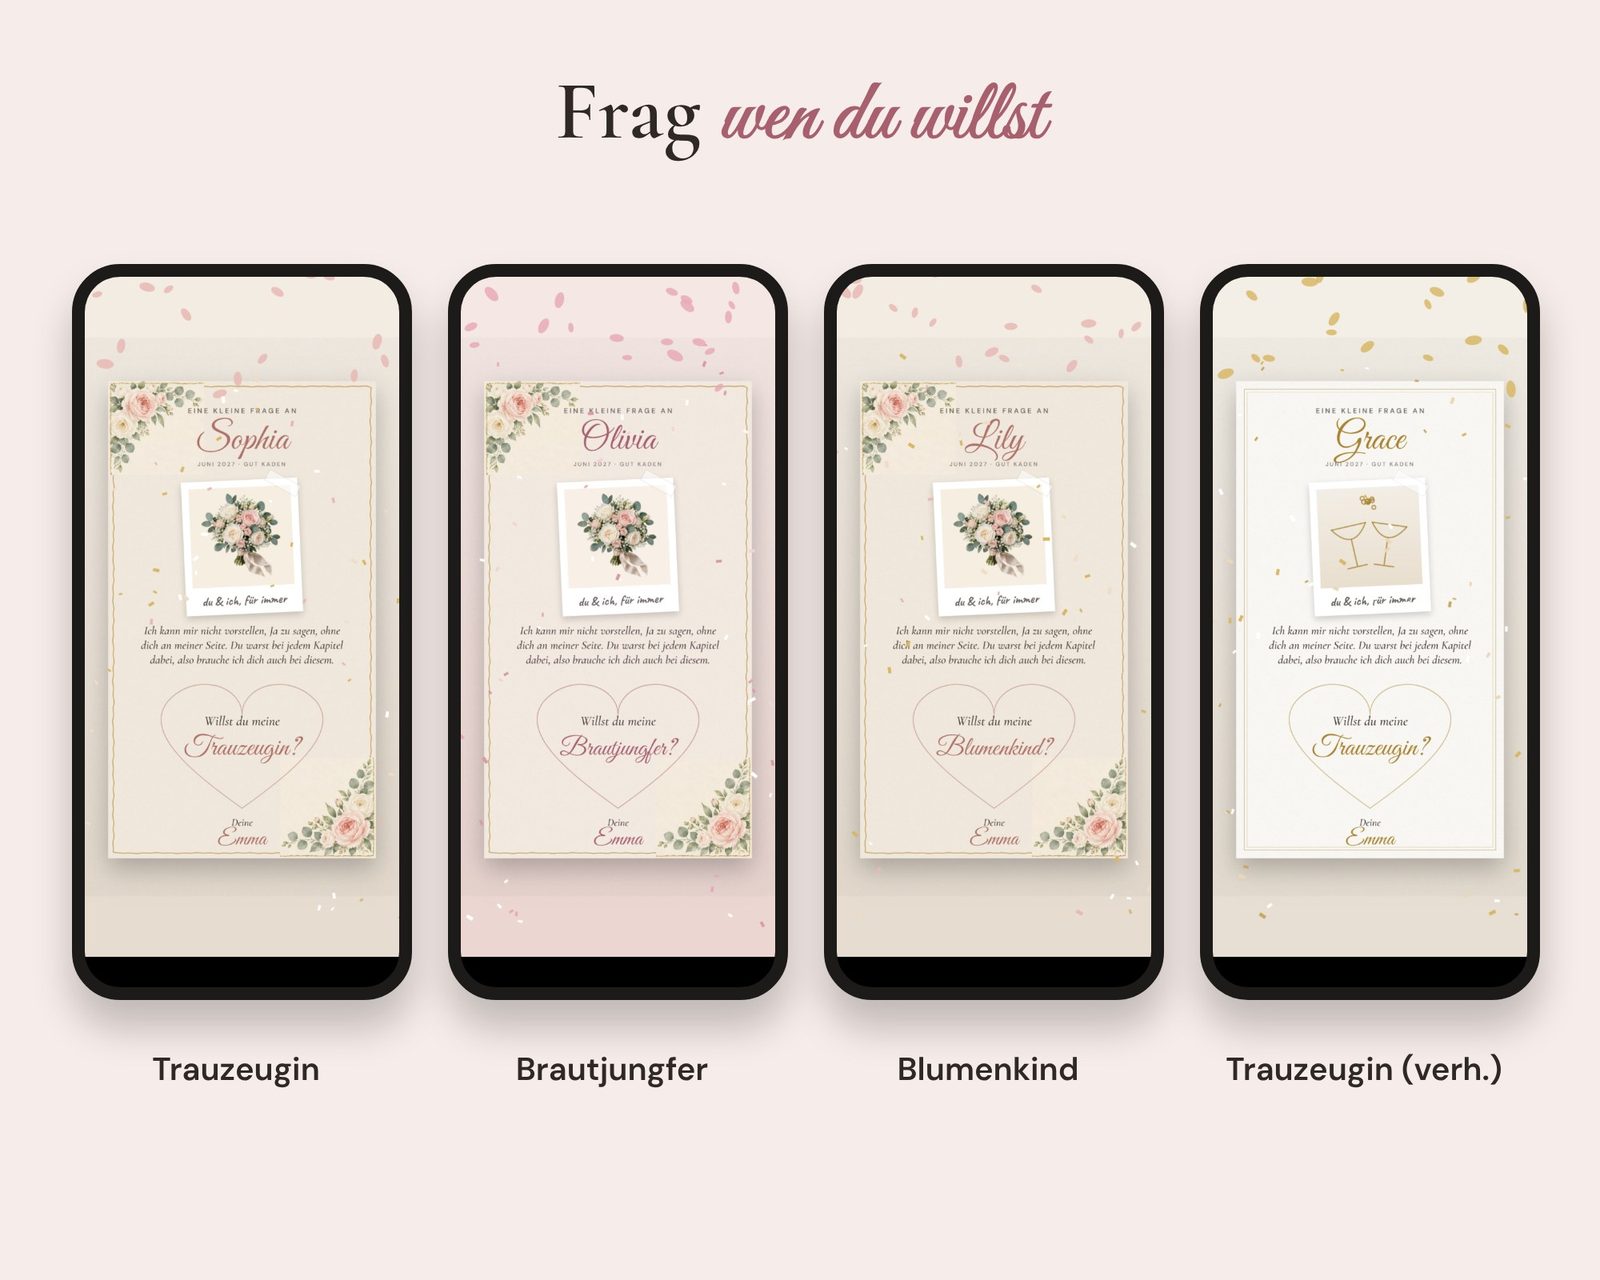 Frag wen du willst
EINE KLEINE FRAGE AN
Sophia
JUNI 2027 · GUT KADEN
du & ich, für immer
Ich kann mir nicht vorstellen, Ja zu sagen, ohne
dich an meiner Seite. Du warst bei jedem Kapitel
dabei, also brauche ich dich auch bei diesem.
Willst du meine
Trauzeugin?
Deine
Emma
Trauzeugin
EINE KLEINE FRAGE AN
Olivia
JUNI 2027 · GUT KADEN
du & ich, für immer
Ich kann mir nicht vorstellen, Ja zu sagen, ohne
dich an meiner Seite. Du warst bei jedem Kapitel
dabei, also brauche ich dich auch bei diesem.
Willst du meine
Brautjungfer?
Deine
Emma
Brautjungfer
EINE KLEINE FRAGE AN
Lily
JUNI 2027 · GUT KADEN
du & ich, für immer
Ich kann mir nicht vorstellen, Ja zu sagen, ohne
dich an meiner Seite. Du warst bei jedem Kapitel
dabei, also brauche ich dich auch bei diesem.
Willst du meine
Blumenkind?
Deine
Emma
Blumenkind
EINE KLEINE FRAGE AN
Grace
JUNI 2027 · GUT KADEN
du & ich, für immer
Ich kann mir nicht vorstellen, Ja zu sagen, ohne
dich an meiner Seite. Du warst bei jedem Kapitel
dabei, also brauche ich dich auch bei diesem.
Willst du meine
Trauzeugin?
Deine
Emma
Trauzeugin (verh.)